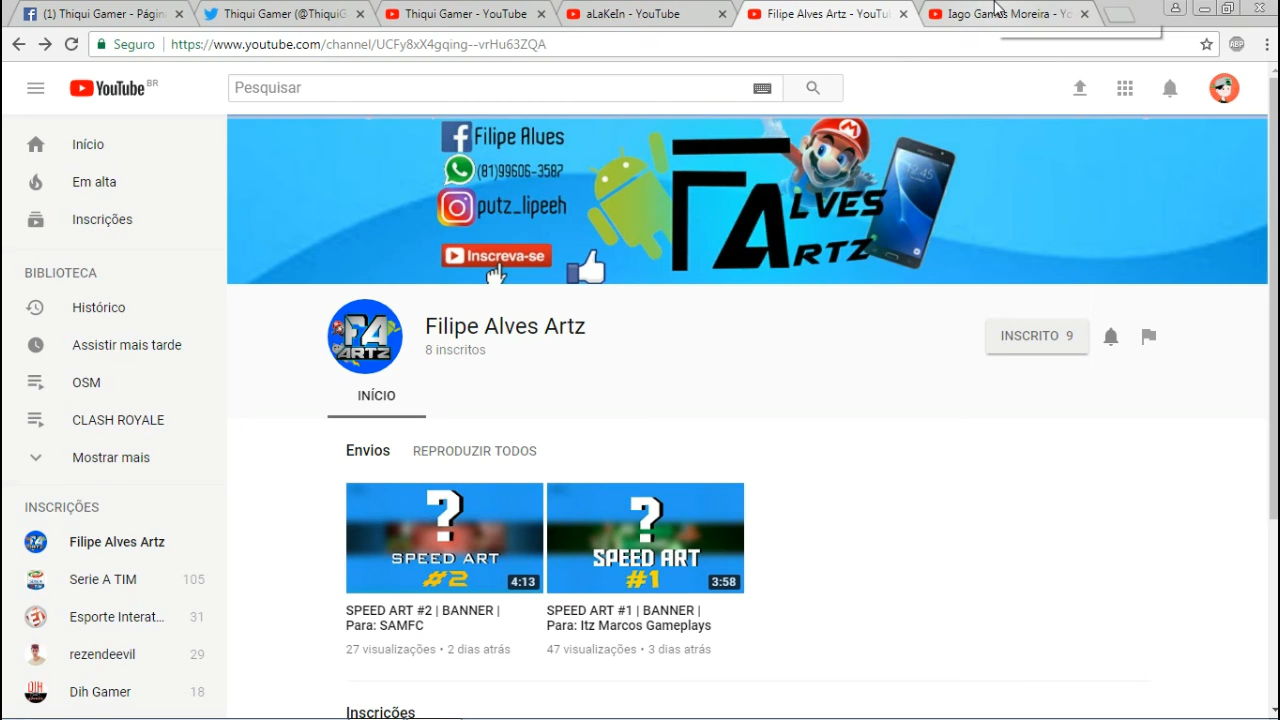 (1) Thiqui Gamer - Págin
Thiqui Gamer (@ThiquiG
Thiqui Gamer - YouTube
aLaKeIn - YouTube
Filipe Alves Artz - YouTu
Iago Games Moreira - Yo
Seguro
https://www.youtube.com/channel/UCFy8xX4gqing--vrHu63ZQA
ABP
YouTube BR
Pesquisar
Início
Em alta
Inscrições
BIBLIOTECA
Histórico
Assistir mais tarde
OSM
CLASH ROYALE
Mostrar mais
INSCRIÇÕES
Filipe Alves Artz
Serie A TIM 105
Esporte Interat... 31
rezendeevil 29
Dih Gamer 18
Filipe Alves
(81)99606-3587
putz_lipeeh
Inscreva-se
FALVES
ARTZ
12:45
FA
ARTZ
Filipe Alves Artz
8 inscritos
INSCRITO 9
INÍCIO
Envios
REPRODUZIR TODOS
?
SPEED ART
#2
4:13
SPEED ART #2 | BANNER |
Para: SAMFC
27 visualizações • 2 dias atrás
?
SPEED ART
#1
3:58
SPEED ART #1 | BANNER |
Para: Itz Marcos Gameplays
47 visualizações • 3 dias atrás
Inscrições